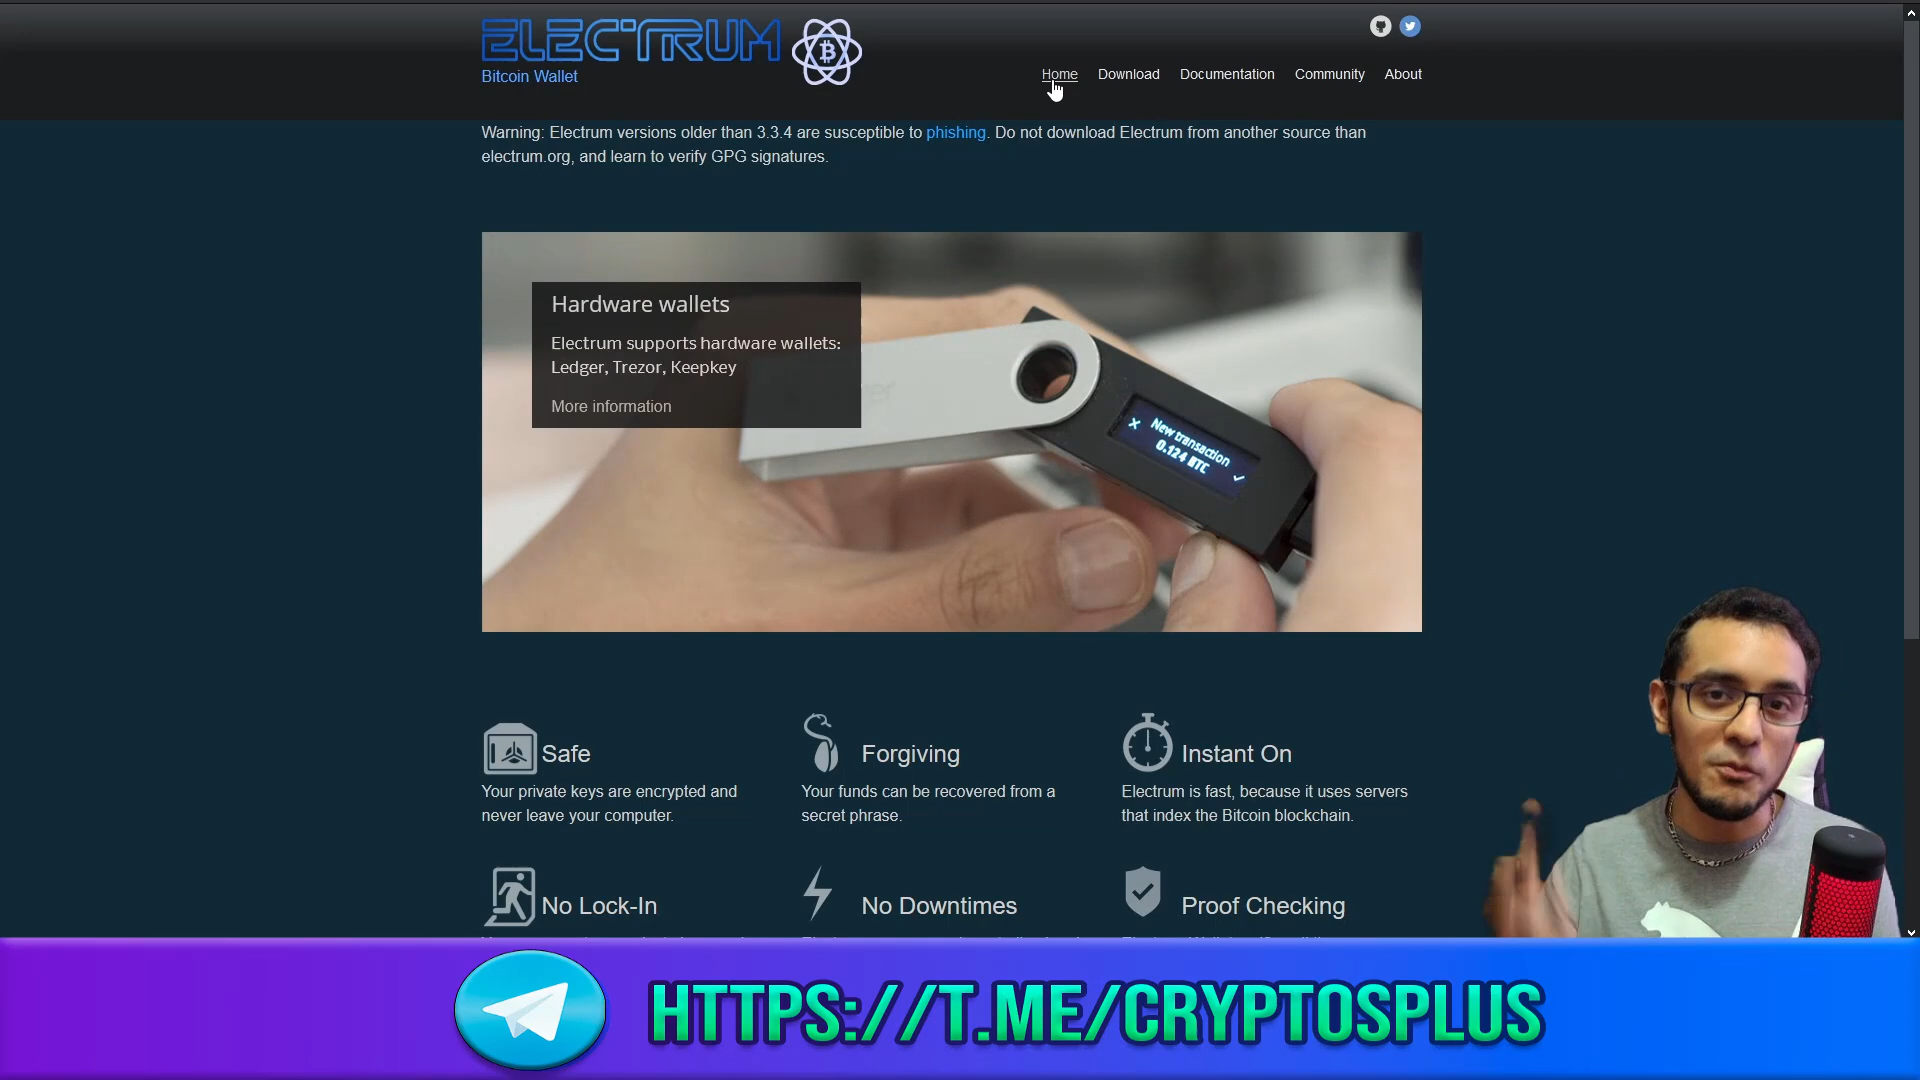 ELECTRUM
Bitcoin Wallet
Home Download Documentation Community About
Warning: Electrum versions older than 3.3.4 are susceptible to phishing. Do not download Electrum from another source than
electrum.org, and learn to verify GPG signatures.
Hardware wallets
Electrum supports hardware wallets:
Ledger, Trezor, Keepkey
More information
New transaction
0.124 BTC
Safe
Your private keys are encrypted and
never leave your computer.
Forgiving
Your funds can be recovered from a
secret phrase.
Instant On
Electrum is fast, because it uses servers
that index the Bitcoin blockchain.
No Lock-In
No Downtimes
Proof Checking
HTTPS://T.ME/CRYPTOSPLUS